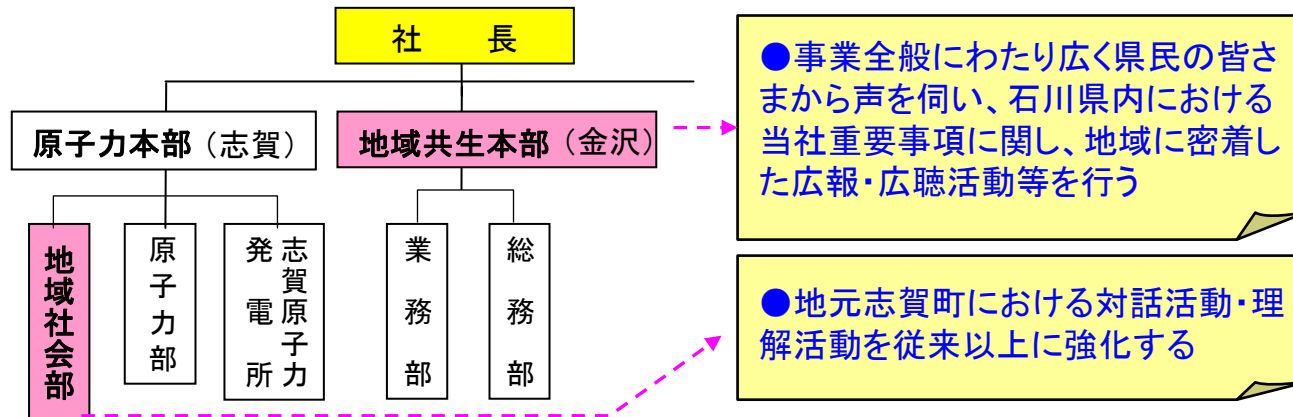 社　長
原子力本部（志賀）
地域共生本部（金沢）
地域社会部
原子力部
志賀原子力
発電所
業務部
総務部
●事業全般にわたり広く県民の皆さ
まから声を伺い、石川県内における
当社重要事項に関し、地域に密着し
た広報・広聴活動等を行う
●地元志賀町における対話活動・理
解活動を従来以上に強化する